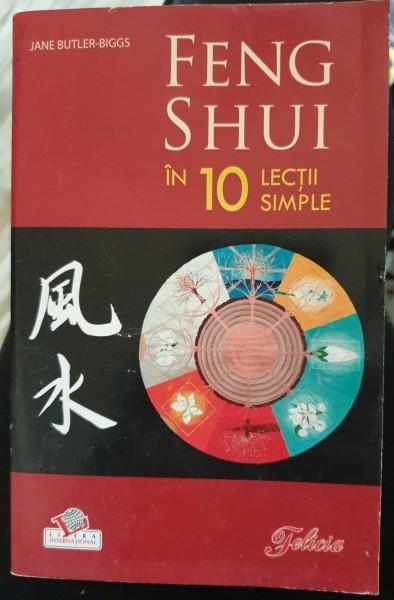 JANE BUTLER-BIGGS
FENG
SHUI
ÎN 10 LECȚII
SIMPLE
風
水
LITERA
INTERNAȚIONAL
Felicia